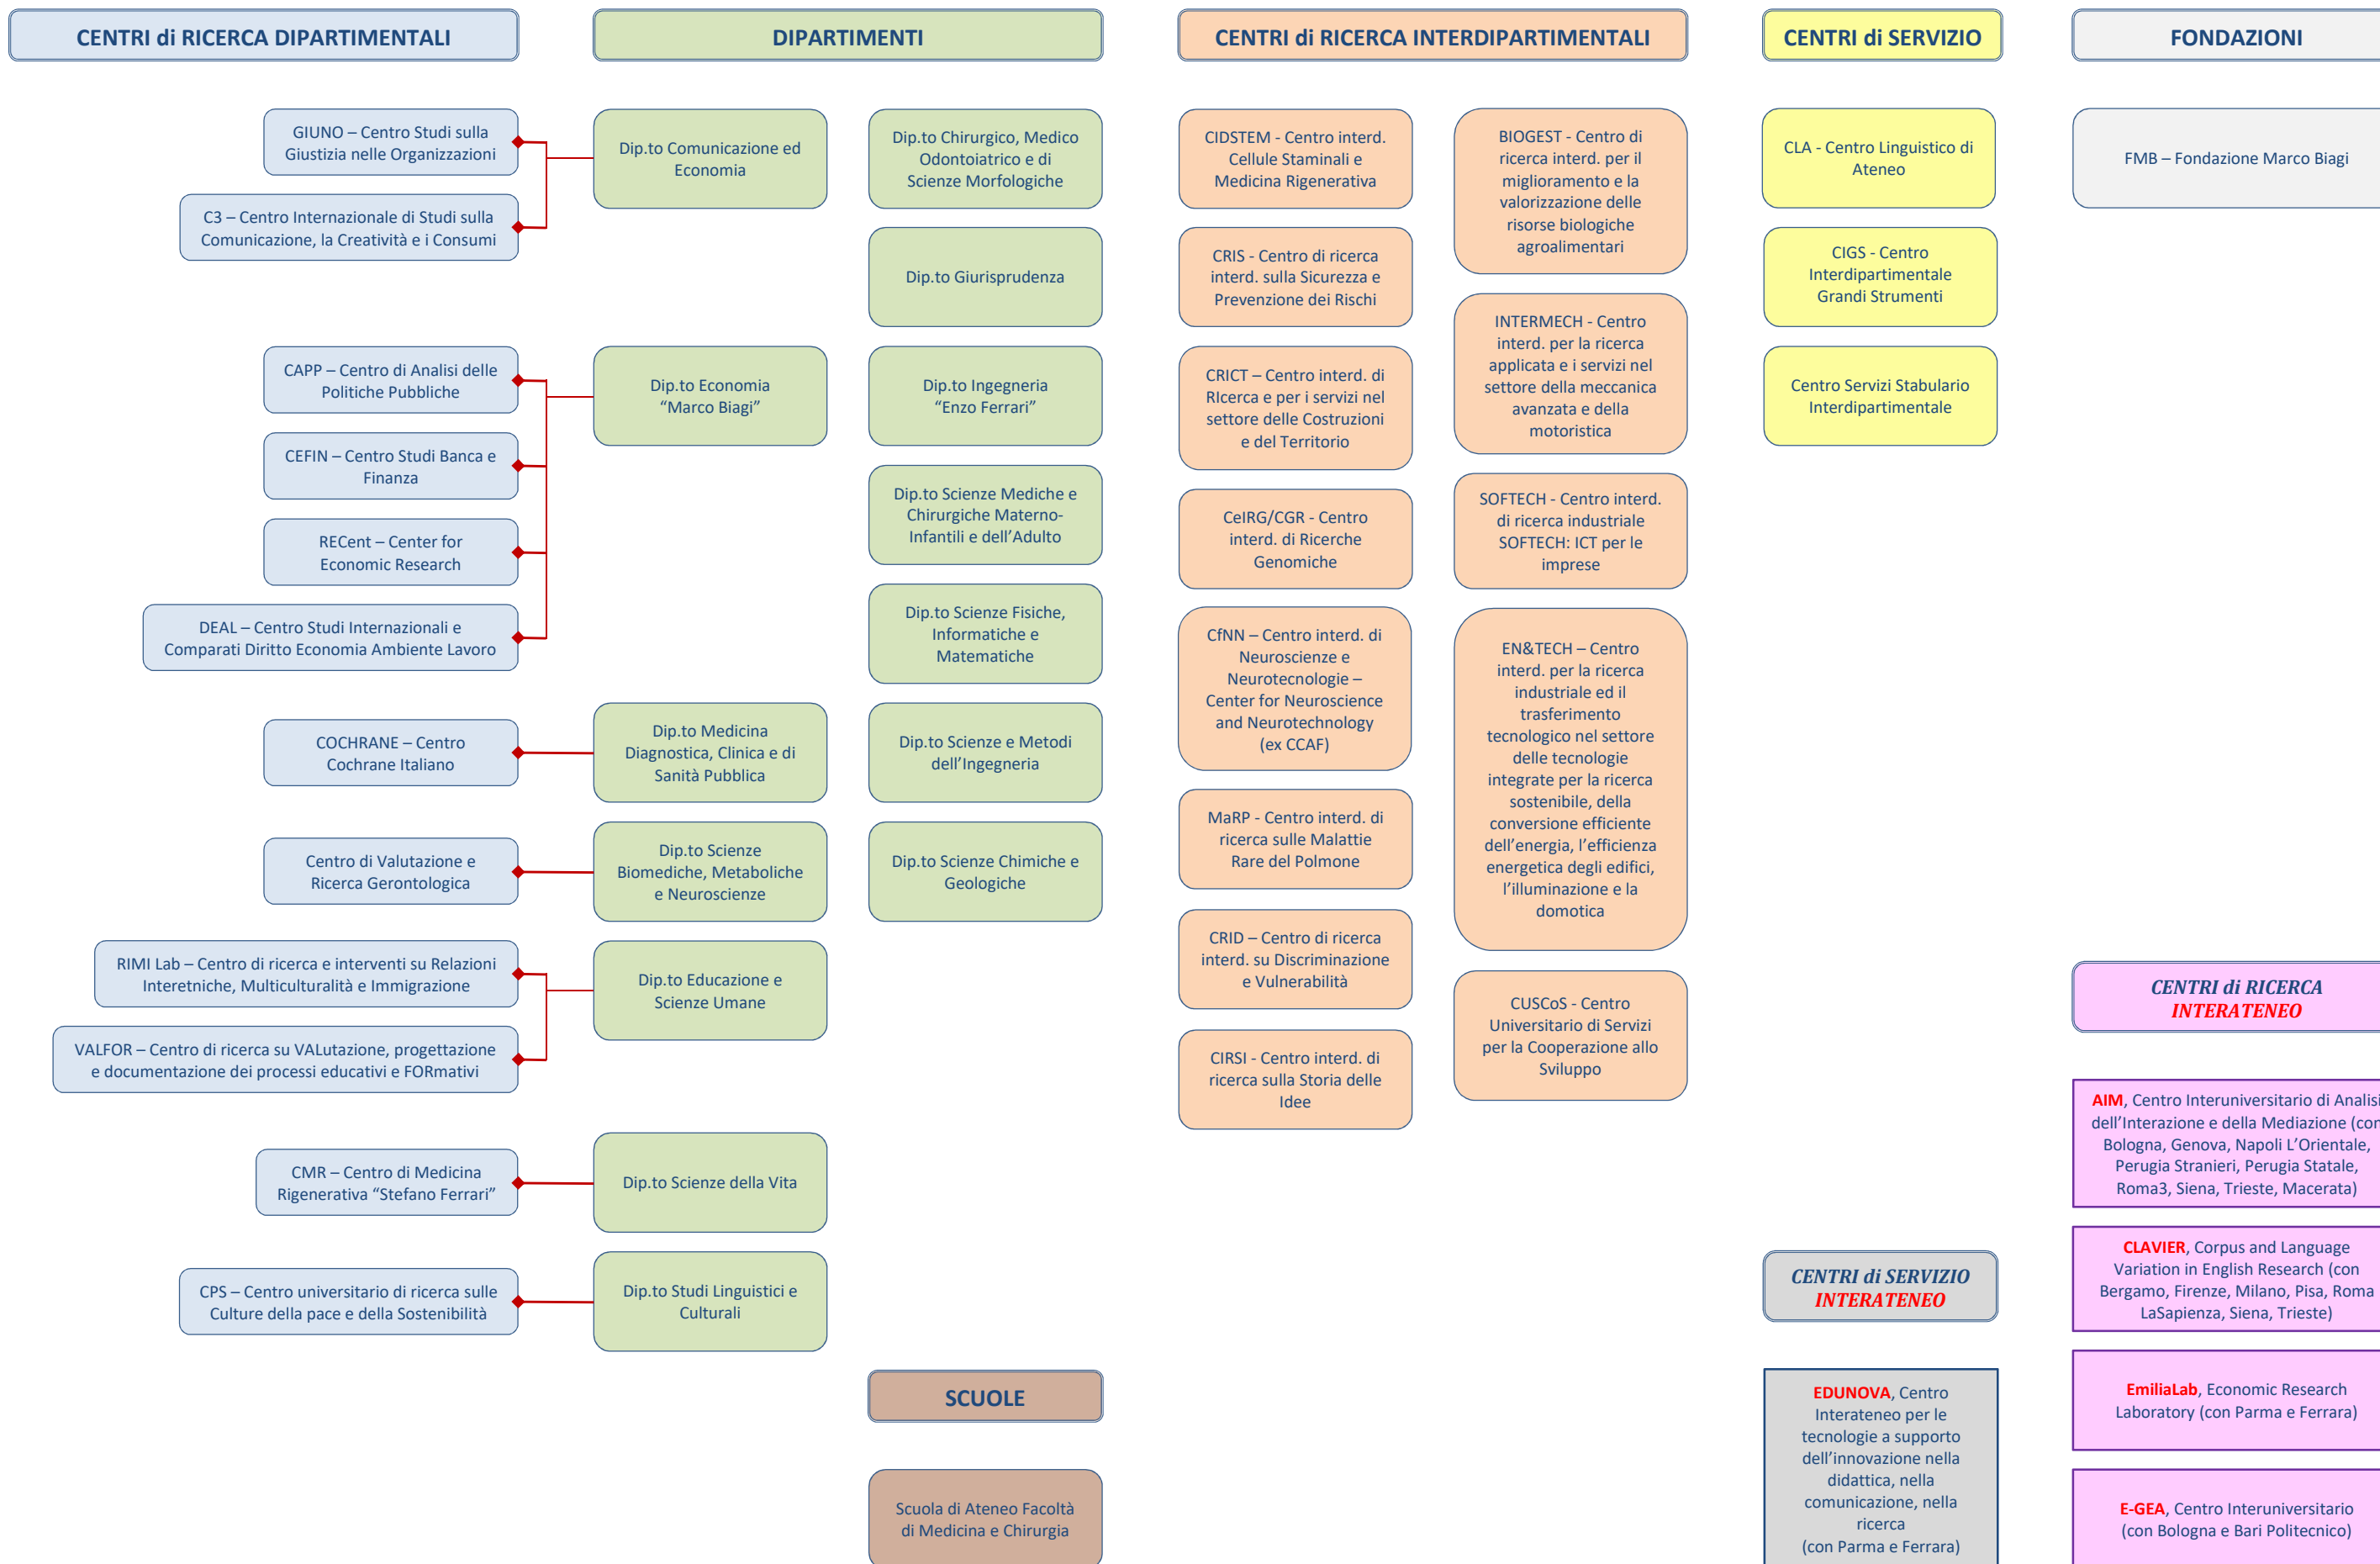 CENTRI di RICERCA DIPARTIMENTALI
GIUNO – Centro Studi sulla
Giustizia nelle Organizzazioni
C3 – Centro Internazionale di Studi sulla
Comunicazione, la Creatività e i Consumi
CAPP – Centro di Analisi delle
Politiche Pubbliche
CEFIN – Centro Studi Banca e
Finanza
RECent – Center for
Economic Research
DEAL – Centro Studi Internazionali e
Comparati Diritto Economia Ambiente Lavoro
COCHRANE – Centro
Cochrane Italiano
Centro di Valutazione e
Ricerca Gerontologica
RIMI Lab – Centro di ricerca e interventi su Relazioni
Interetniche, Multiculturalità e Immigrazione
VALFOR – Centro di ricerca su VALutazione, progettazione
e documentazione dei processi educativi e FORmativi
CMR – Centro di Medicina
Rigenerativa “Stefano Ferrari”
CPS – Centro universitario di ricerca sulle
Culture della pace e della Sostenibilità
DIPARTIMENTI
Dip.to Comunicazione ed
Economia
Dip.to Economia
“Marco Biagi”
Dip.to Medicina
Diagnostica, Clinica e di
Sanità Pubblica
Dip.to Scienze
Biomediche, Metaboliche
e Neuroscienze
Dip.to Educazione e
Scienze Umane
Dip.to Scienze della Vita
Dip.to Studi Linguistici e
Culturali
Dip.to Chirurgico, Medico
Odontoiatrico e di
Scienze Morfologiche
Dip.to Giurisprudenza
Dip.to Ingegneria
“Enzo Ferrari”
Dip.to Scienze Mediche e
Chirurgiche Materno-
Infantili e dell’Adulto
Dip.to Scienze Fisiche,
Informatiche e
Matematiche
Dip.to Scienze e Metodi
dell’Ingegneria
Dip.to Scienze Chimiche e
Geologiche
SCUOLE
Scuola di Ateneo Facoltà
di Medicina e Chirurgia
CENTRI di RICERCA INTERDIPARTIMENTALI
CIDSTEM - Centro interd.
Cellule Staminali e
Medicina Rigenerativa
CRIS - Centro di ricerca
interd. sulla Sicurezza e
Prevenzione dei Rischi
CRICT – Centro interd. di
RIcerca e per i servizi nel
settore delle Costruzioni
e del Territorio
CeIRG/CGR - Centro
interd. di Ricerche
Genomiche
CfNN – Centro interd. di
Neuroscienze e
Neurotecnologie –
Center for Neuroscience
and Neurotechnology
(ex CCAF)
MaRP - Centro interd. di
ricerca sulle Malattie
Rare del Polmone
CRID – Centro di ricerca
interd. su Discriminazione
e Vulnerabilità
CIRSI - Centro interd. di
ricerca sulla Storia delle
Idee
BIOGEST - Centro di
ricerca interd. per il
miglioramento e la
valorizzazione delle
risorse biologiche
agroalimentari
INTERMECH - Centro
interd. per la ricerca
applicata e i servizi nel
settore della meccanica
avanzata e della
motoristica
SOFTECH - Centro interd.
di ricerca industriale
SOFTECH: ICT per le
imprese
EN&TECH – Centro
interd. per la ricerca
industriale ed il
trasferimento
tecnologico nel settore
delle tecnologie
integrate per la ricerca
sostenibile, della
conversione efficiente
dell’energia, l’efficienza
energetica degli edifici,
l’illuminazione e la
domotica
CUSCoS - Centro
Universitario di Servizi
per la Cooperazione allo
Sviluppo
CENTRI di SERVIZIO
CLA - Centro Linguistico di
Ateneo
CIGS - Centro
Interdipartimentale
Grandi Strumenti
Centro Servizi Stabulario
Interdipartimentale
CENTRI di SERVIZIO
INTERATENEO
EDUNOVA, Centro
Interateneo per le
tecnologie a supporto
dell’innovazione nella
didattica, nella
comunicazione, nella
ricerca
(con Parma e Ferrara)
FONDAZIONI
FMB – Fondazione Marco Biagi
CENTRI di RICERCA
INTERATENEO
AIM, Centro Interuniversitario di Analisi
dell’Interazione e della Mediazione (con
Bologna, Genova, Napoli L’Orientale,
Perugia Stranieri, Perugia Statale,
Roma3, Siena, Trieste, Macerata)
CLAVIER, Corpus and Language
Variation in English Research (con
Bergamo, Firenze, Milano, Pisa, Roma
LaSapienza, Siena, Trieste)
EmiliaLab, Economic Research
Laboratory (con Parma e Ferrara)
E-GEA, Centro Interuniversitario
(con Bologna e Bari Politecnico)